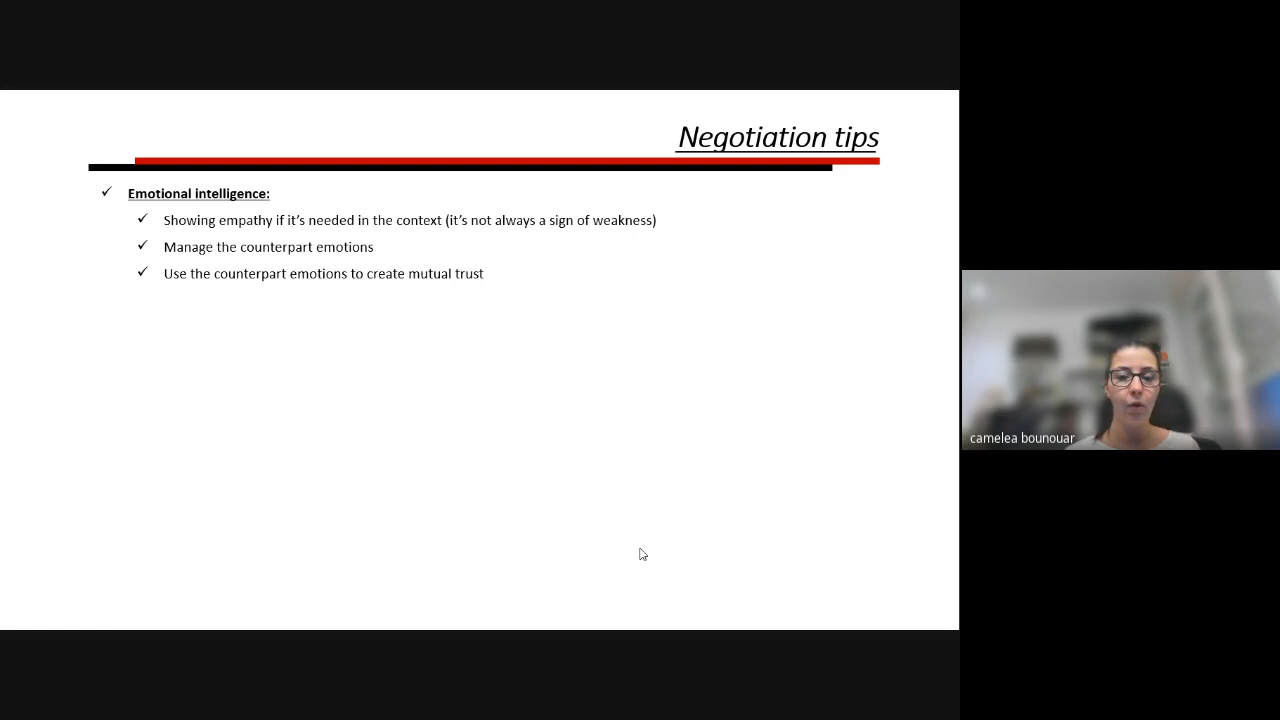 Negotiation tips
Emotional intelligence:
Showing empathy if it's needed in the context (it's not always a sign of weakness)
Manage the counterpart emotions
Use the counterpart emotions to create mutual trust
camelea bounouar